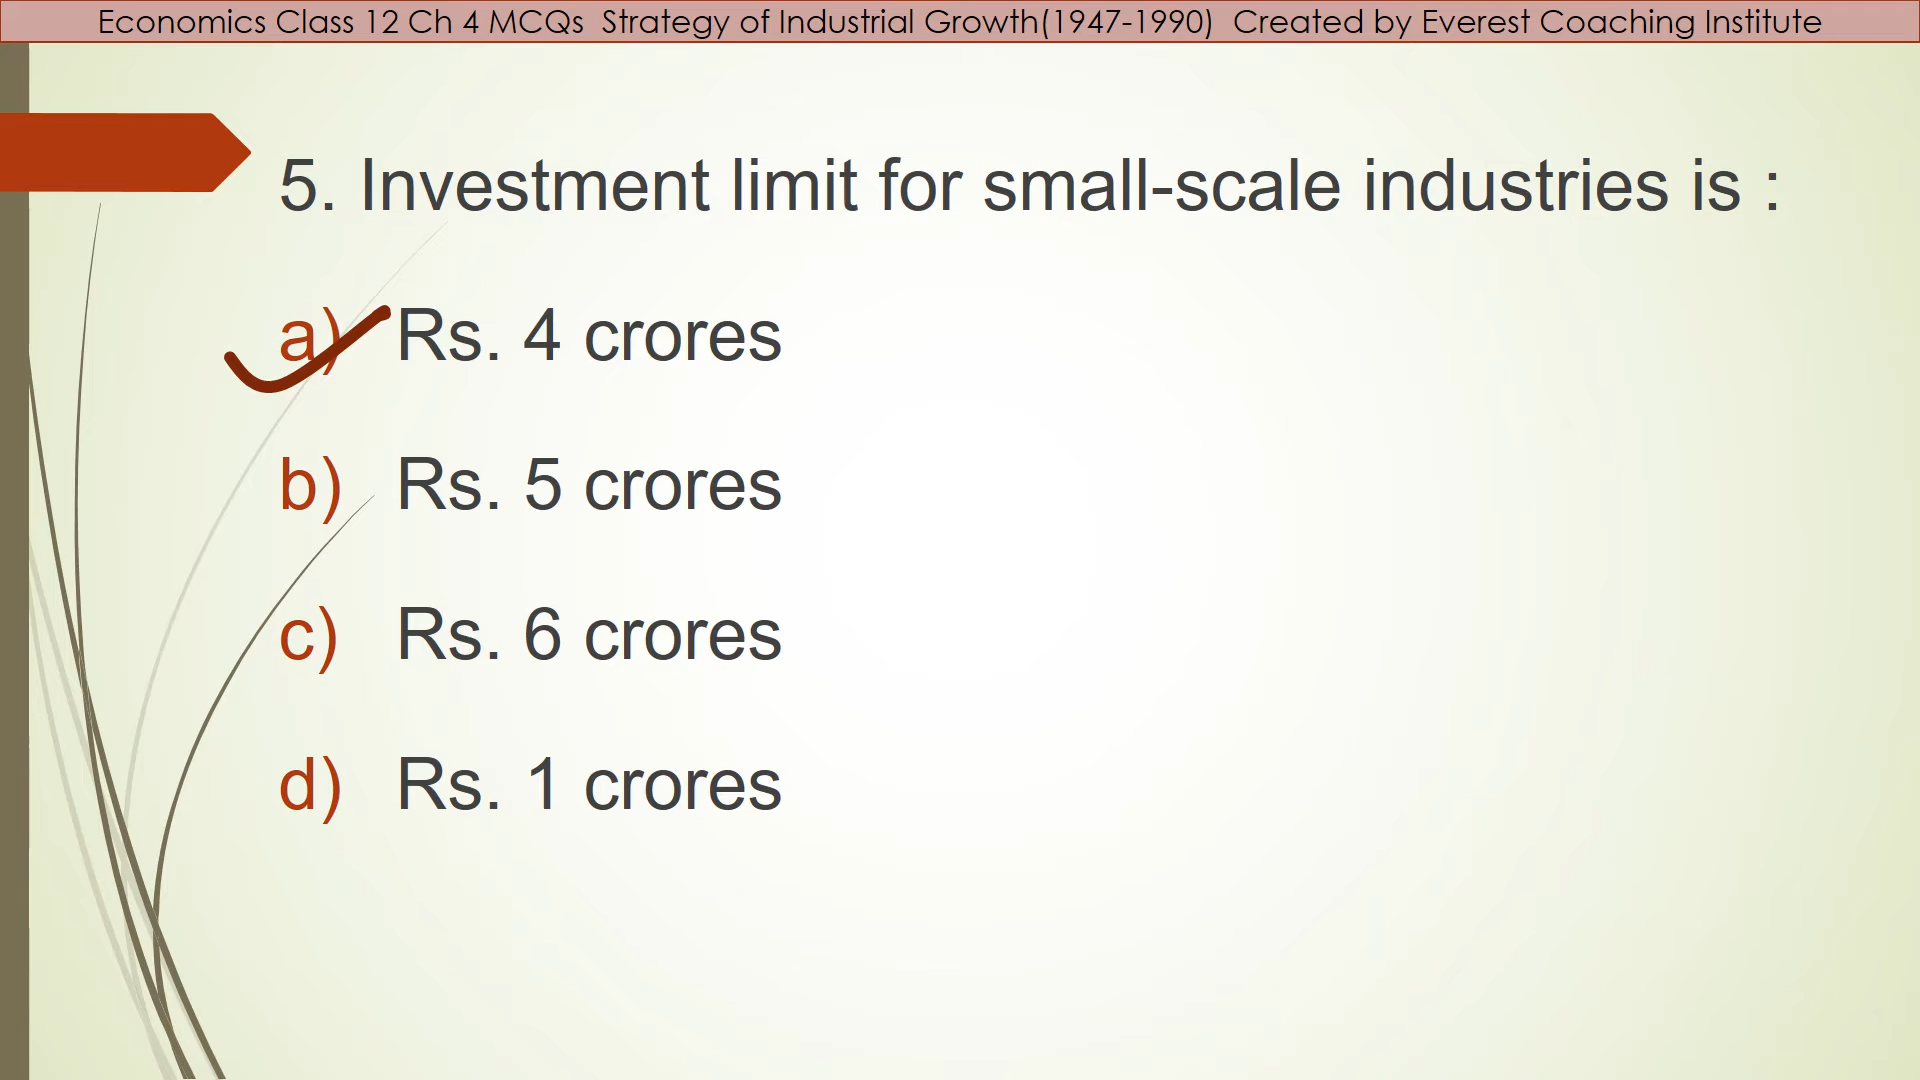 Economics Class 12 Ch 4 MCQs  Strategy of Industrial Growth(1947-1990)  Created by Everest Coaching Institute
5. Investment limit for small-scale industries is :
a) Rs. 4 crores
b) Rs. 5 crores
c) Rs. 6 crores
d) Rs. 1 crores